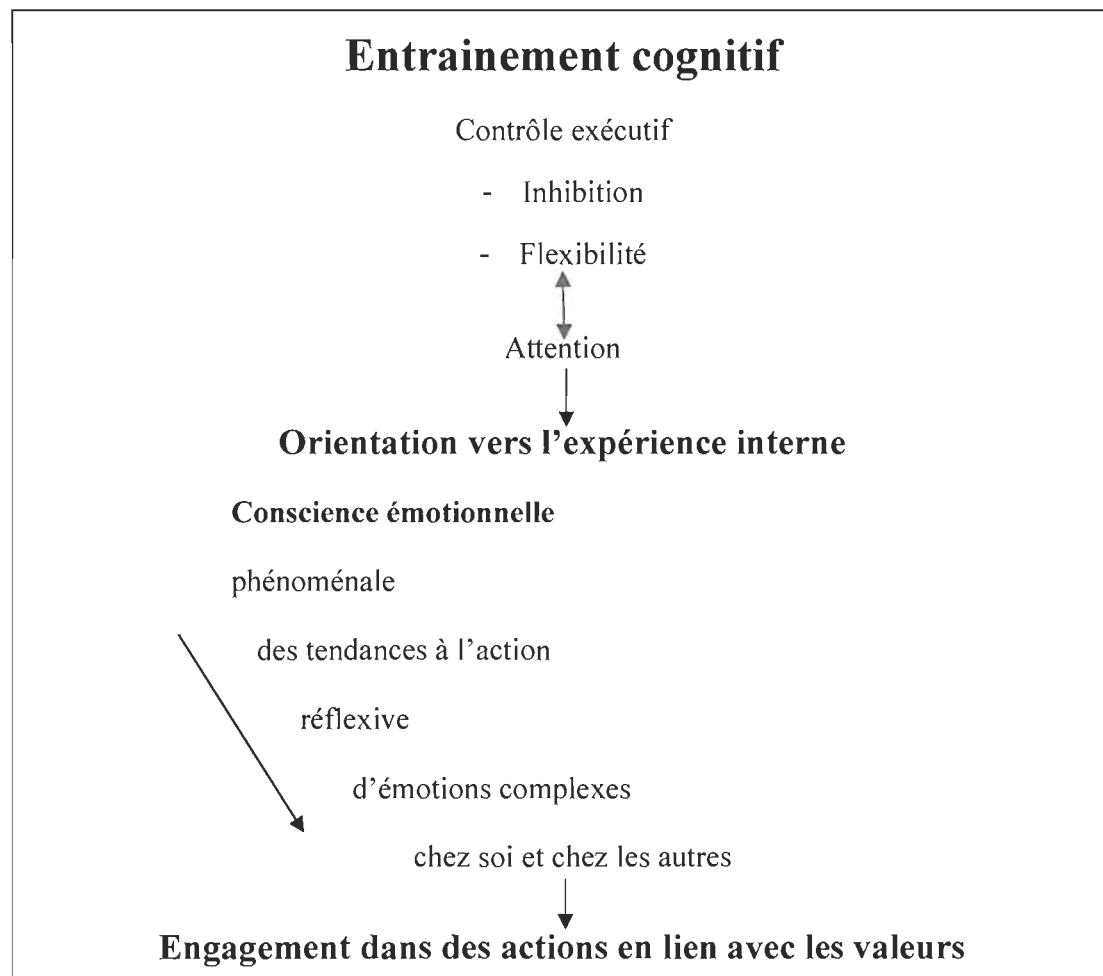 Entrainement cognitif
Contrôle exécutif
- Inhibition
- Flexibilité
Attention
Orientation vers l'expérience interne
Conscience émotionnelle
phénoménale
des tendances à l'action
réflexive
d'émotions complexes
chez soi et chez les autres
Engagement dans des actions en lien avec les valeurs